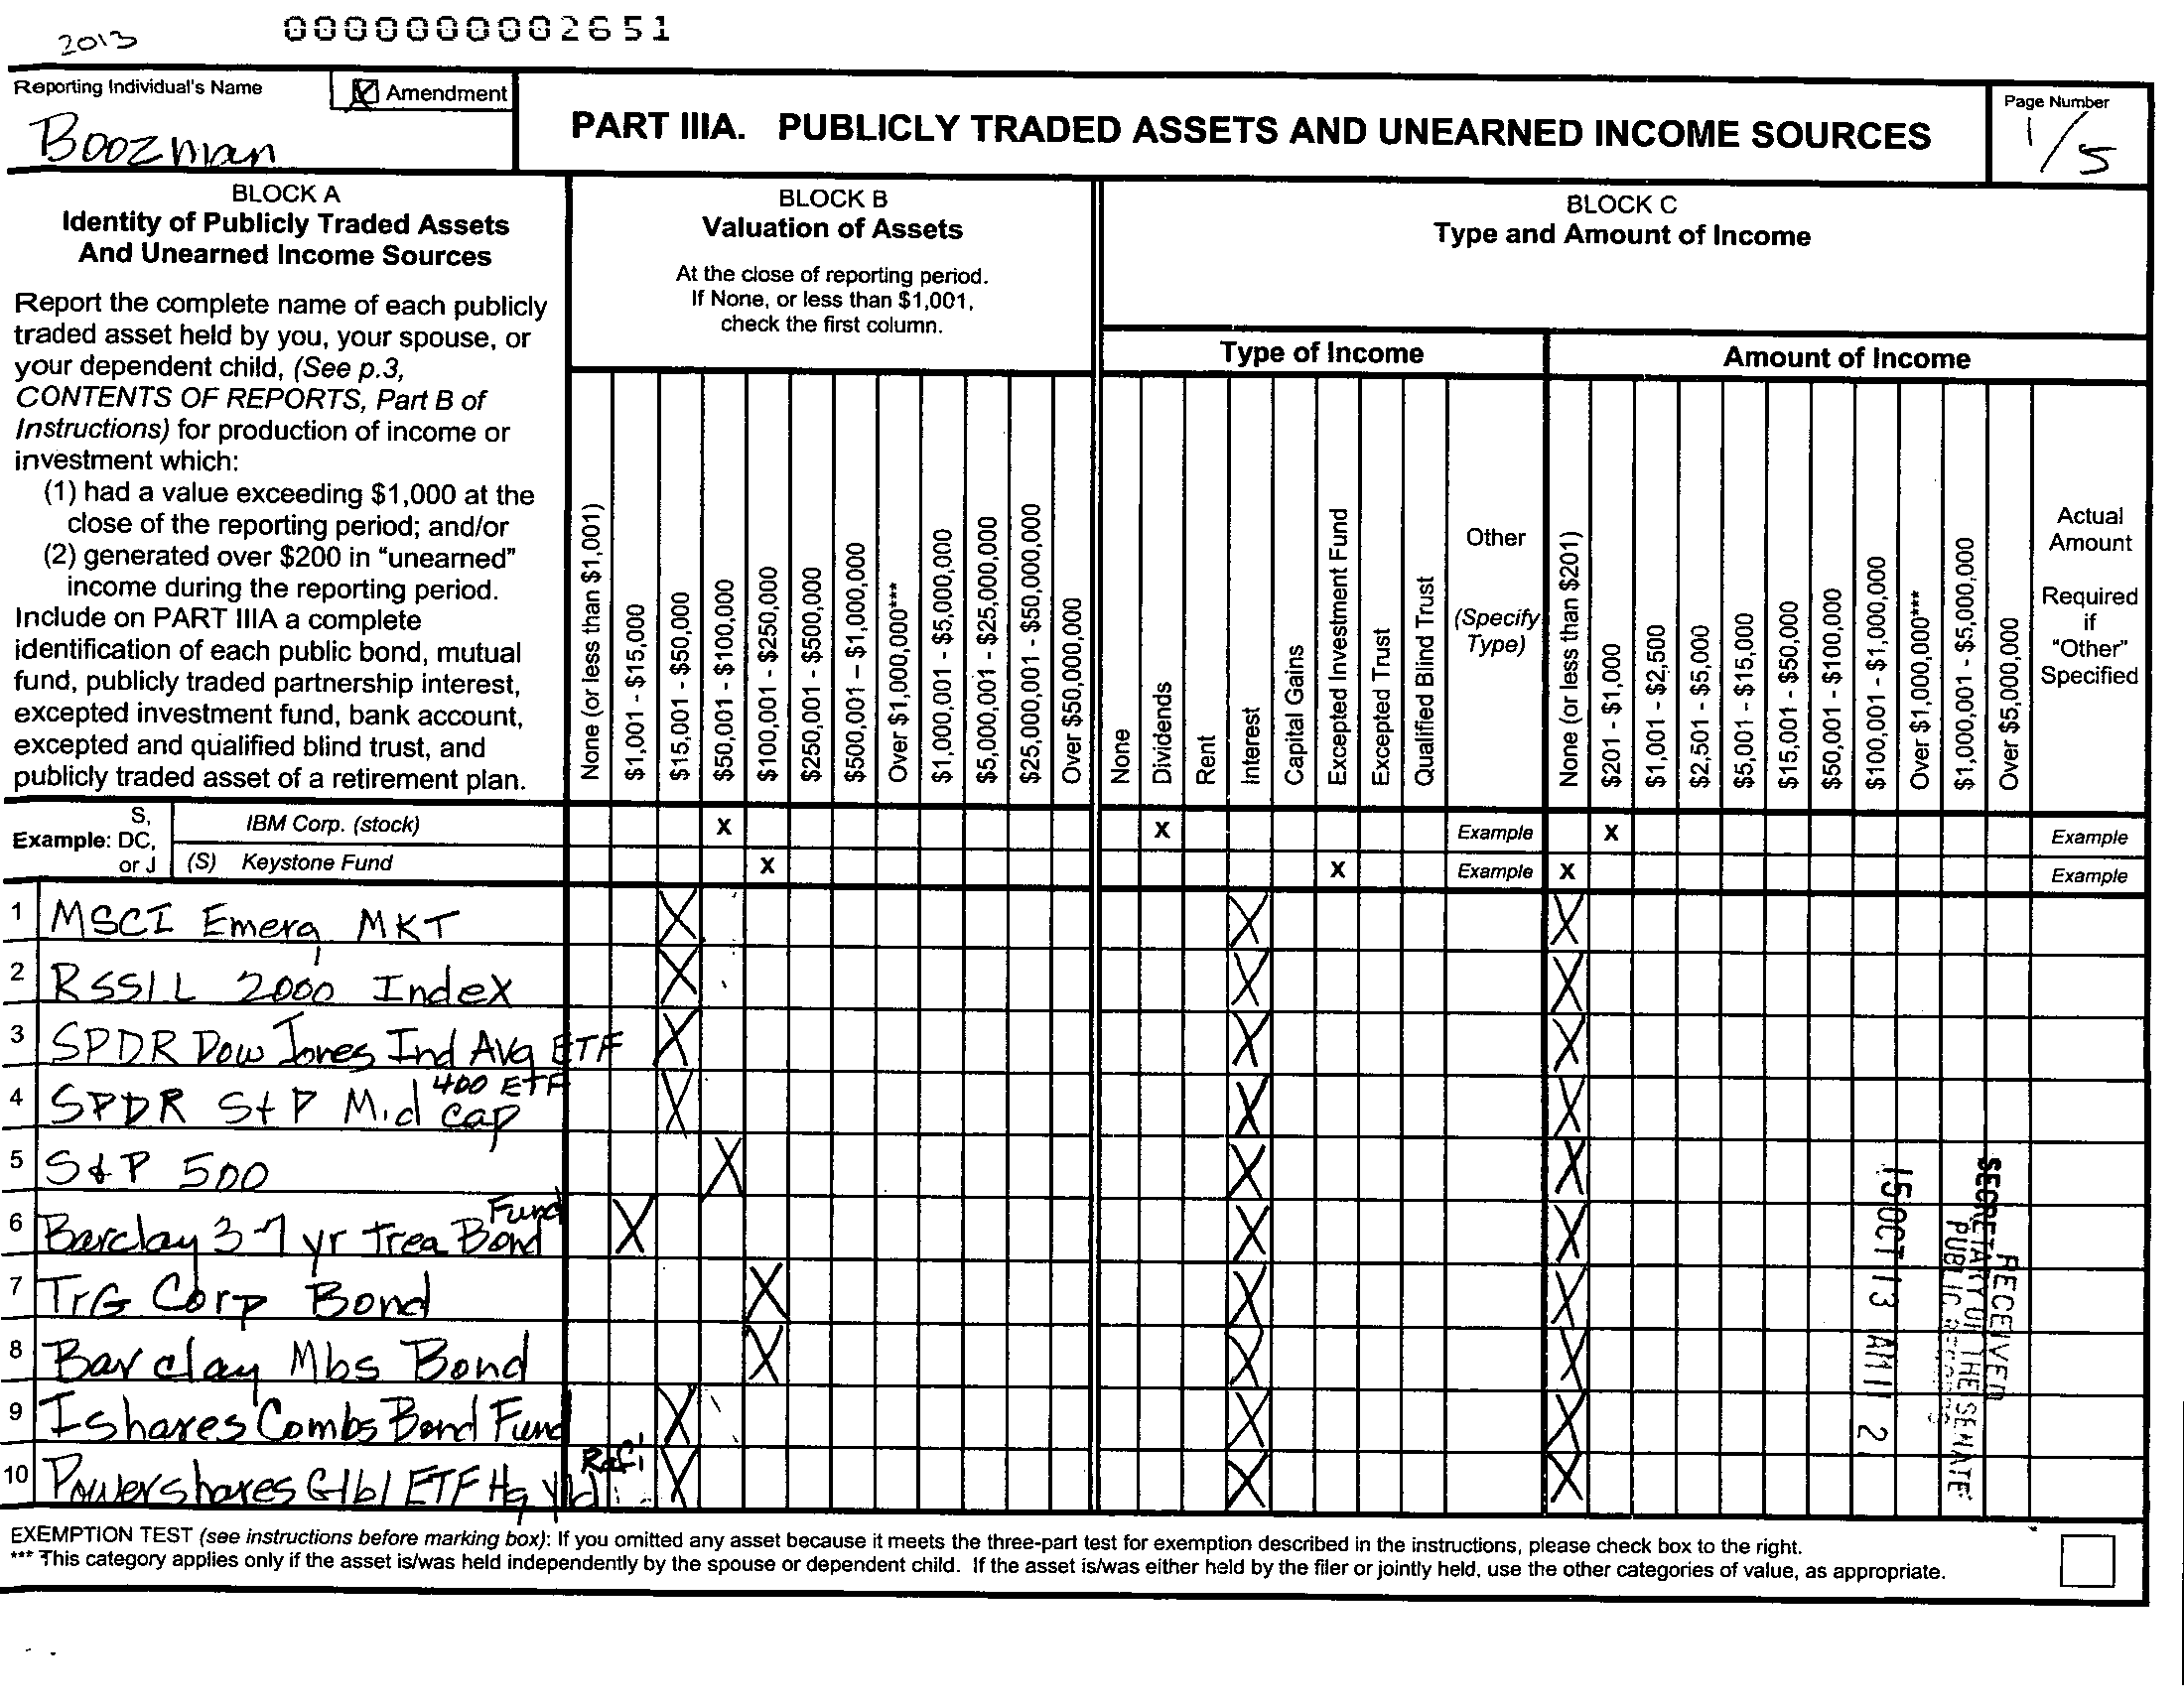 2013
0000000002651
Reporting Individual's Name
Amendment
Boozman
PART IIIA. PUBLICLY TRADED ASSETS AND UNEARNED INCOME SOURCES
Page Number
1/5
BLOCK A
Identity of Publicly Traded Assets
And Unearned Income Sources
Report the complete name of each publicly
traded asset held by you, your spouse, or
your dependent child, (See p.3,
CONTENTS OF REPORTS, Part B of
Instructions) for production of income or
investment which:
(1) had a value exceeding $1,000 at the
close of the reporting period; and/or
(2) generated over $200 in "unearned"
income during the reporting period.
Include on PART IIIA a complete
identification of each public bond, mutual
fund, publicly traded partnership interest,
excepted investment fund, bank account,
excepted and qualified blind trust, and
publicly traded asset of a retirement plan.
BLOCK B
Valuation of Assets
At the close of reporting period.
If None, or less than $1,001,
check the first column.
None (or less than $1,001)
$1,001 - $15,000
$15,001 - $50,000
$50,001 - $100,000
$100,001 - $250,000
$250,001 - $500,000
$500,001 – $1,000,000
Over $1,000,000***
$1,000,001 - $5,000,000
$5,000,001 - $25,000,000
$25,000,001 - $50,000,000
Over $50,000,000
BLOCK C
Type and Amount of Income
Type of Income
None
Dividends
Rent
Interest
Capital Gains
Excepted Investment Fund
Excepted Trust
Qualified Blind Trust
Other
(Specify
Type)
Amount of Income
None (or less than $201)
$201 - $1,000
$1,001 - $2,500
$2,501 - $5,000
$5,001 - $15,000
$15,001 - $50,000
$50,001 - $100,000
$100,001 - $1,000,000
Over $1,000,000***
$1,000,001 - $5,000,000
Over $5,000,000
Actual
Amount
Required
if
"Other"
Specified
Example: S, DC, or J
IBM Corp. (stock) X X Example X Example
(S) Keystone Fund X X Example X Example
1 MSCI Emerg MKT X X X
2 RSSLL 2000 Index X X X
3 SPDR Dow Jones Ind Avg ETF X X X
4 SPDR S+P Mid Cap 400 ETF X X X
5 S&P 500 X X X
6 Barclay 3-7 yr Trea Bond Fund X X X
7 TrG Corp Bond X X X
8 Barclay Mbs Bond X X X
9 Ishares Combs Bond Fund X X X
10 Powershares Glbl ETF Hg Yld Rafi X X X
RECEIVED
SECRETARY OF THE SENATE
PUBLIC
15 OCT 13 AM 11
EXEMPTION TEST (see instructions before marking box): If you omitted any asset because it meets the three-part test for exemption described in the instructions, please check box to the right.
*** This category applies only if the asset is/was held independently by the spouse or dependent child. If the asset is/was either held by the filer or jointly held, use the other categories of value, as appropriate.